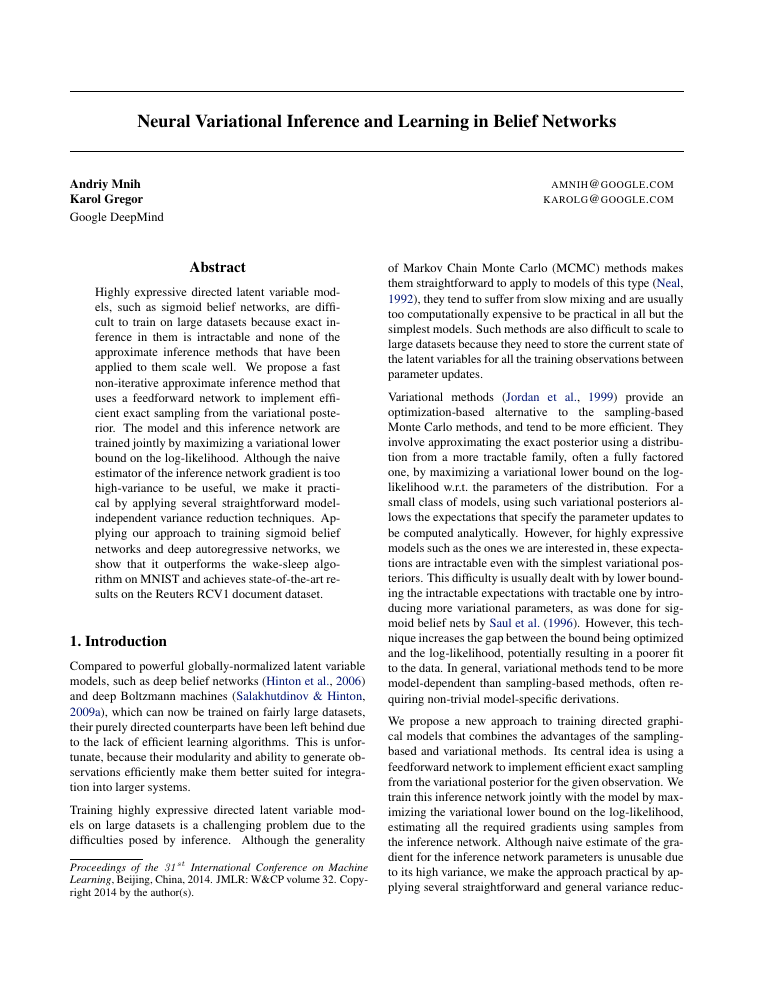 Neural Variational Inference and Learning in Belief Networks
Andriy Mnih
AMNIH@GOOGLE.COM
Karol Gregor
KAROLG@GOOGLE.COM
Google DeepMind
Abstract
Highly expressive directed latent variable mod-
els, such as sigmoid belief networks, are diffi-
cult to train on large datasets because exact in-
ference in them is intractable and none of the
approximate inference methods that have been
applied to them scale well. We propose a fast
non-iterative approximate inference method that
uses a feedforward network to implement effi-
cient exact sampling from the variational poste-
rior. The model and this inference network are
trained jointly by maximizing a variational lower
bound on the log-likelihood. Although the naive
estimator of the inference network gradient is too
high-variance to be useful, we make it practi-
cal by applying several straightforward model-
independent variance reduction techniques. Ap-
plying our approach to training sigmoid belief
networks and deep autoregressive networks, we
show that it outperforms the wake-sleep algo-
rithm on MNIST and achieves state-of-the-art re-
sults on the Reuters RCV1 document dataset.
1. Introduction
Compared to powerful globally-normalized latent variable
models, such as deep belief networks (Hinton et al., 2006)
and deep Boltzmann machines (Salakhutdinov & Hinton,
2009a), which can now be trained on fairly large datasets,
their purely directed counterparts have been left behind due
to the lack of efficient learning algorithms. This is unfor-
tunate, because their modularity and ability to generate ob-
servations efficiently make them better suited for integra-
tion into larger systems.
Training highly expressive directed latent variable mod-
els on large datasets is a challenging problem due to the
difficulties posed by inference. Although the generality
Proceedings of the 31st International Conference on Machine
Learning, Beijing, China, 2014. JMLR: W&CP volume 32. Copy-
right 2014 by the author(s).
of Markov Chain Monte Carlo (MCMC) methods makes
them straightforward to apply to models of this type (Neal,
1992), they tend to suffer from slow mixing and are usually
too computationally expensive to be practical in all but the
simplest models. Such methods are also difficult to scale to
large datasets because they need to store the current state of
the latent variables for all the training observations between
parameter updates.
Variational methods (Jordan et al., 1999) provide an
optimization-based alternative to the sampling-based
Monte Carlo methods, and tend to be more efficient. They
involve approximating the exact posterior using a distribu-
tion from a more tractable family, often a fully factored
one, by maximizing a variational lower bound on the log-
likelihood w.r.t. the parameters of the distribution. For a
small class of models, using such variational posteriors al-
lows the expectations that specify the parameter updates to
be computed analytically. However, for highly expressive
models such as the ones we are interested in, these expecta-
tions are intractable even with the simplest variational pos-
teriors. This difficulty is usually dealt with by lower bound-
ing the intractable expectations with tractable one by intro-
ducing more variational parameters, as was done for sig-
moid belief nets by Saul et al. (1996). However, this tech-
nique increases the gap between the bound being optimized
and the log-likelihood, potentially resulting in a poorer fit
to the data. In general, variational methods tend to be more
model-dependent than sampling-based methods, often re-
quiring non-trivial model-specific derivations.
We propose a new approach to training directed graphi-
cal models that combines the advantages of the sampling-
based and variational methods. Its central idea is using a
feedforward network to implement efficient exact sampling
from the variational posterior for the given observation. We
train this inference network jointly with the model by max-
imizing the variational lower bound on the log-likelihood,
estimating all the required gradients using samples from
the inference network. Although naive estimate of the gra-
dient for the inference network parameters is unusable due
to its high variance, we make the approach practical by ap-
plying several straightforward and general variance reduc-